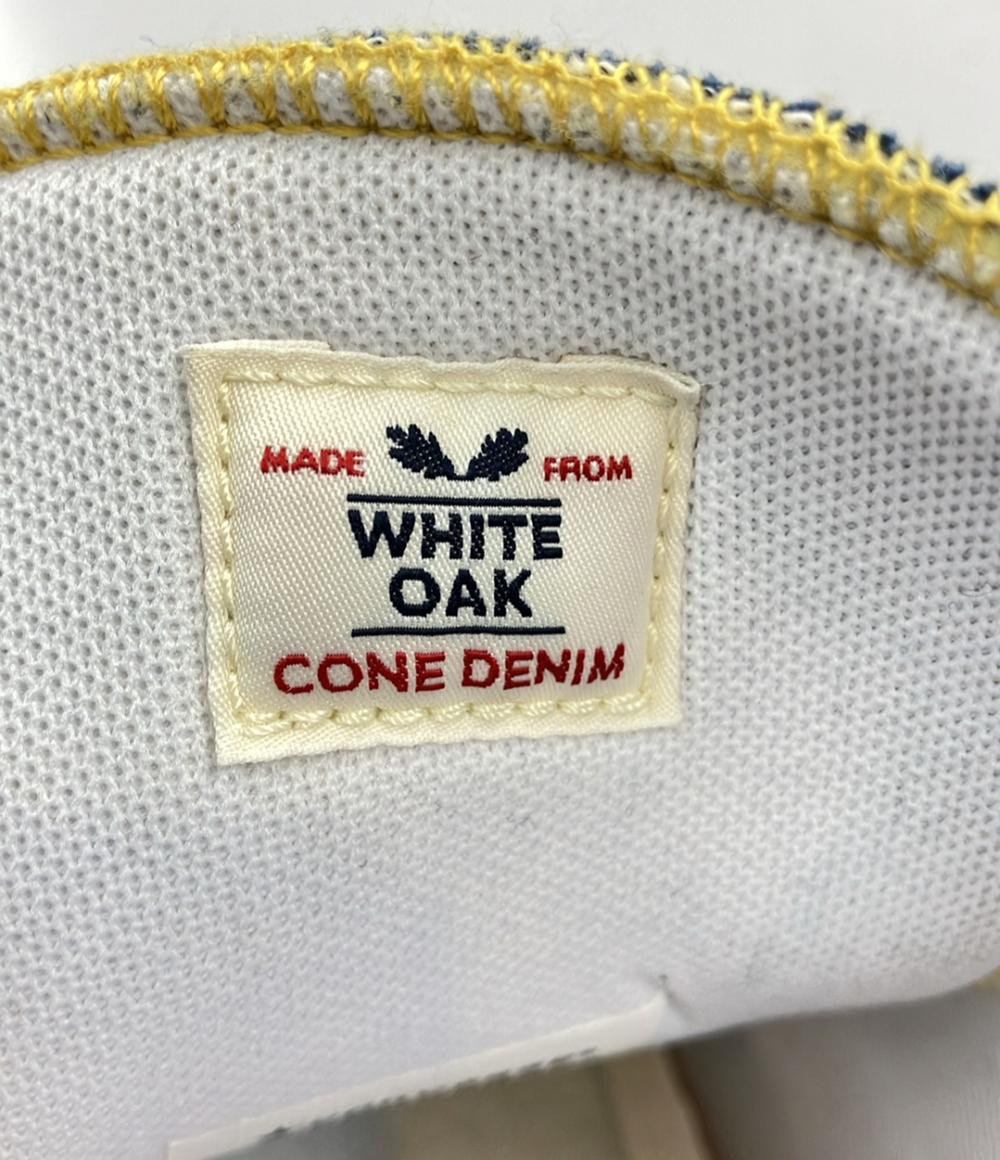 MADE FROM
WHITE
OAK
CONE DENIM